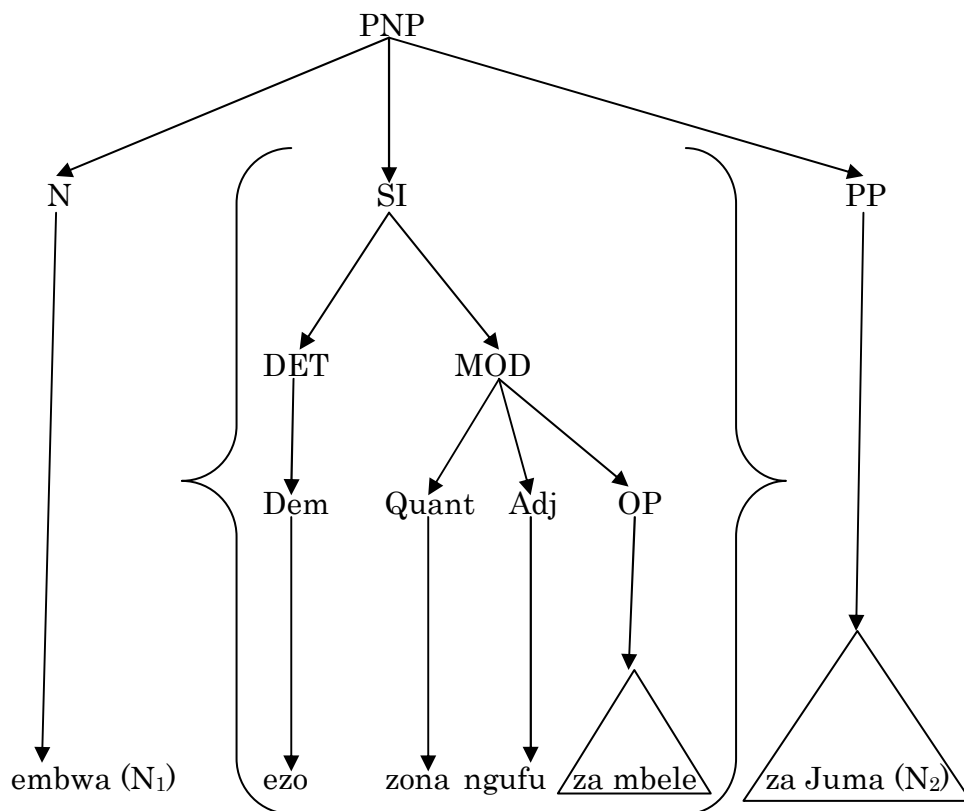 PNP
N SI PP
DET MOD
Dem Quant Adj OP
embwa (N₁) ezo zona ngufu za mbele za Juma (N₂)